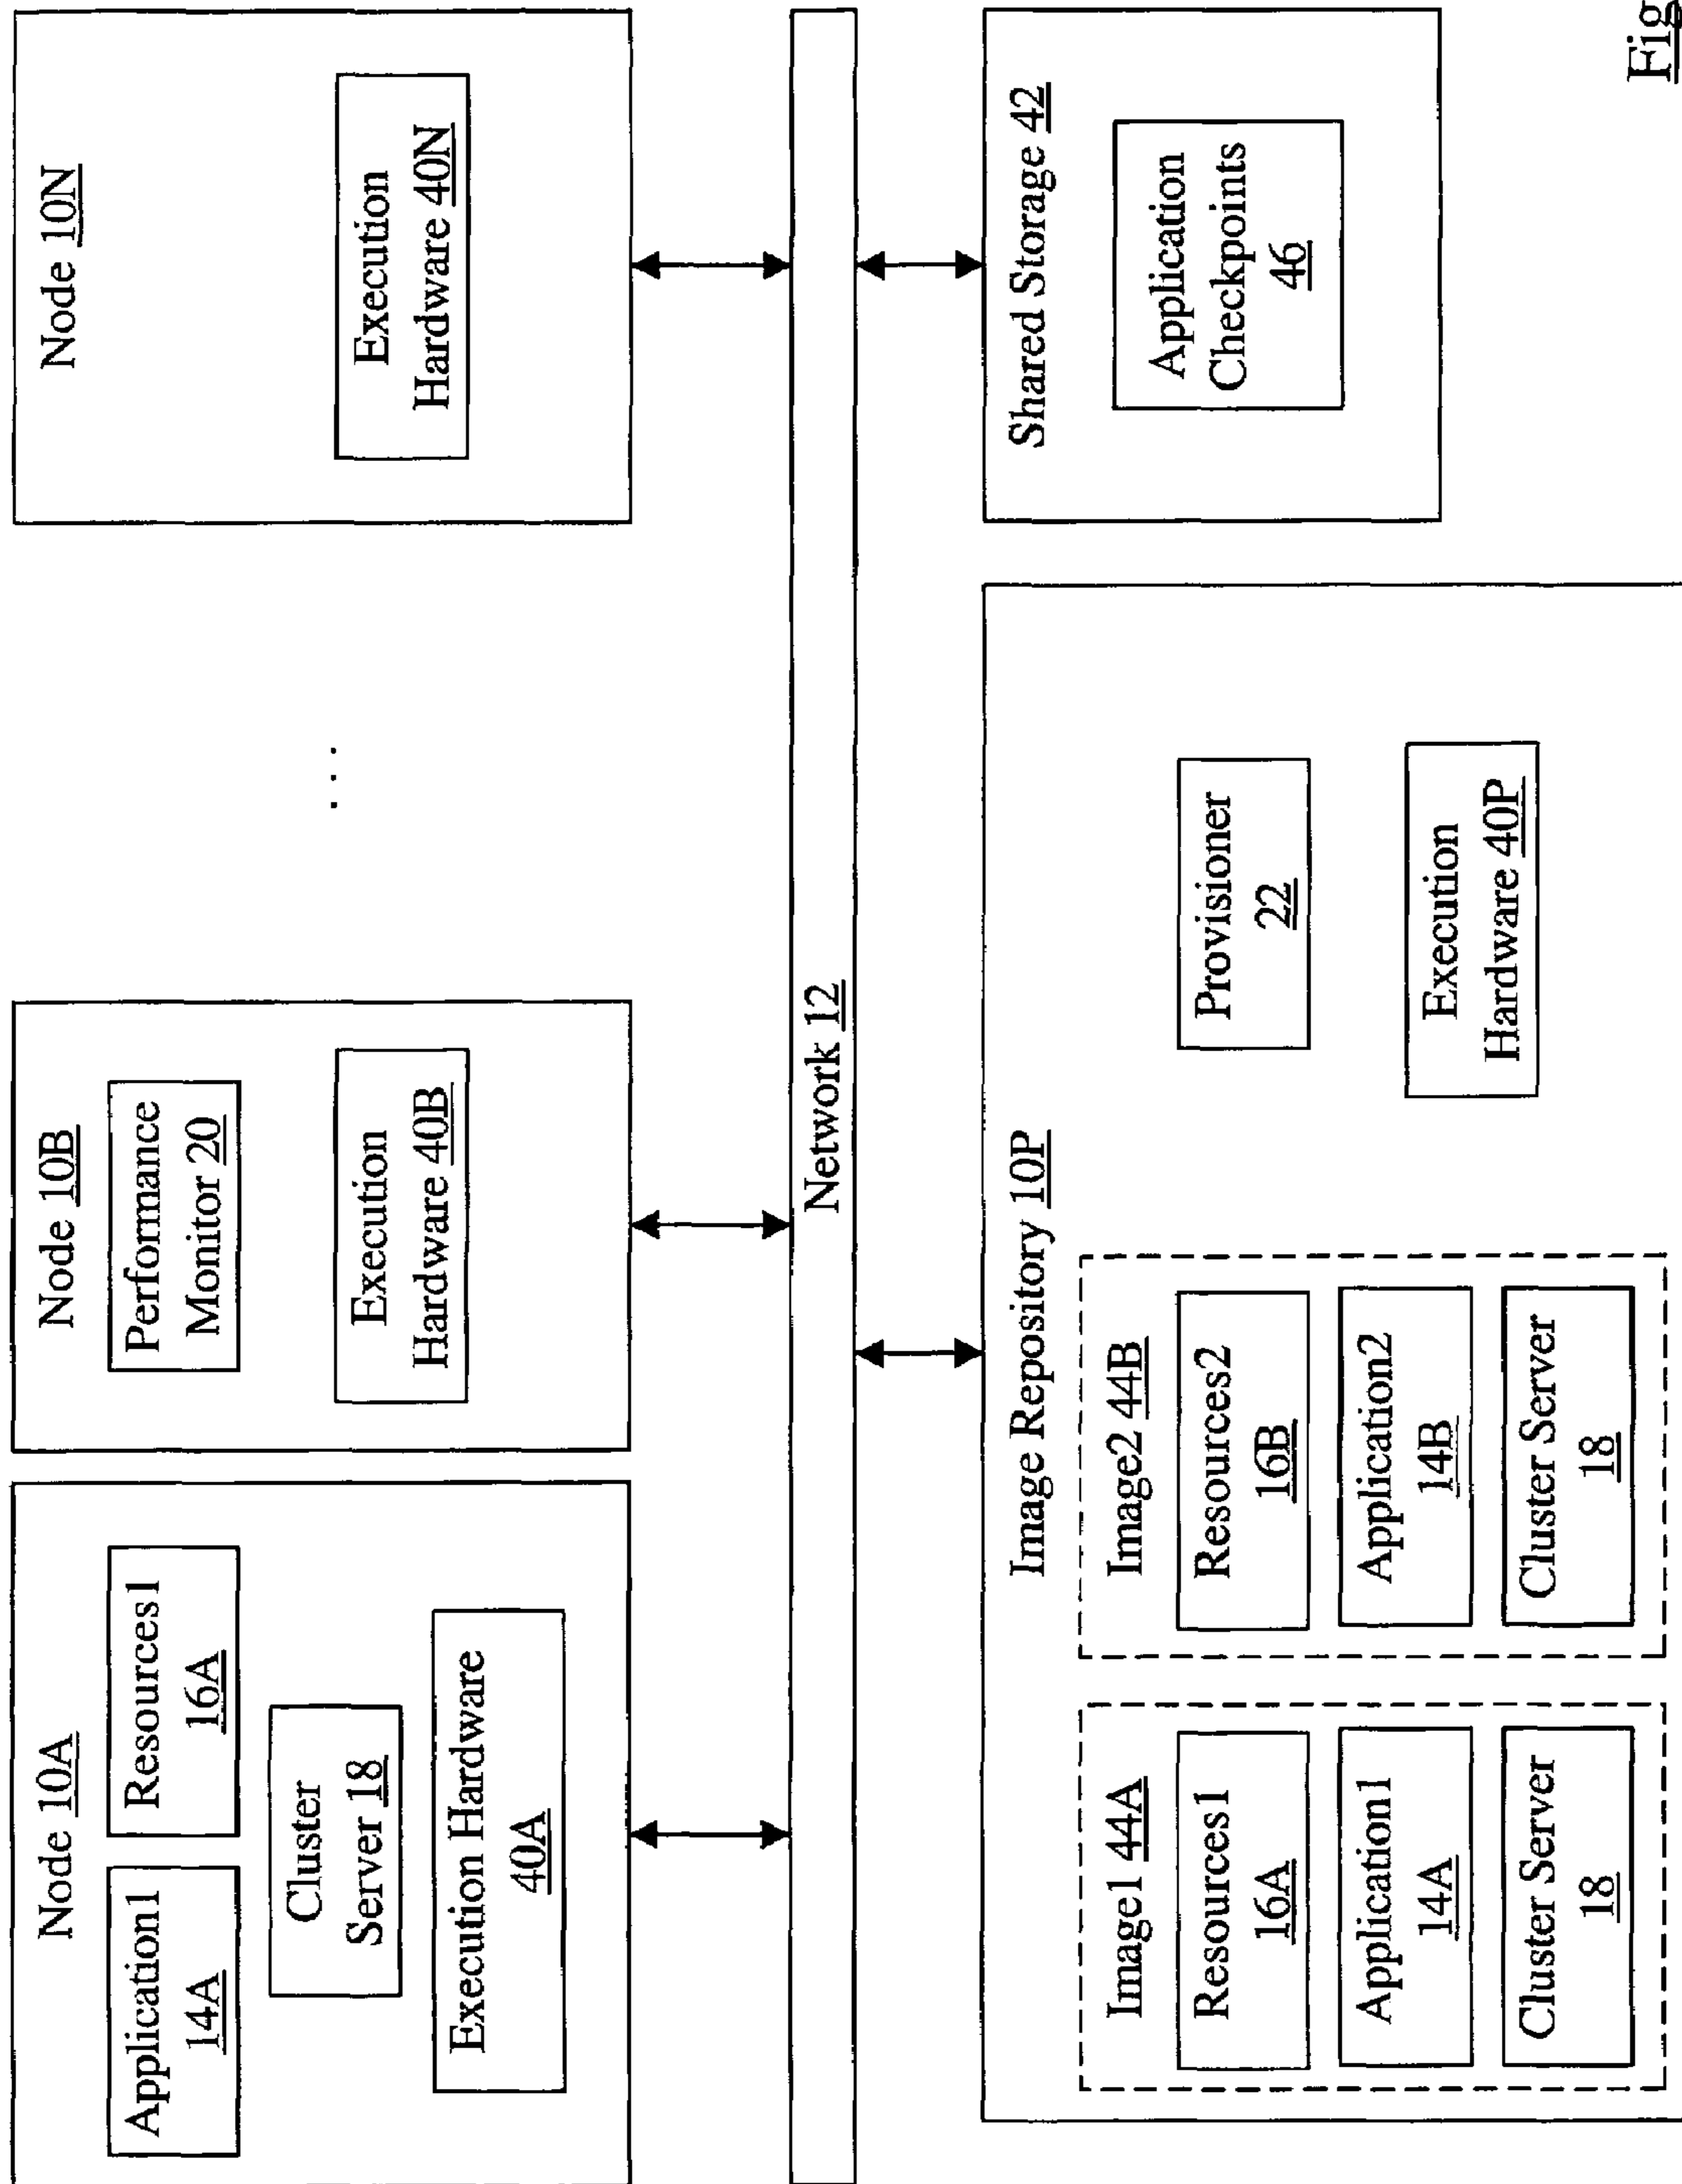 Node 10A
Application1
14A
Resources1
16A
Cluster
Server 18
Execution Hardware
40A
Node 10B
Performance
Monitor 20
Execution
Hardware 40B
. . .
Node 10N
Execution
Hardware 40N
Network 12
Image Repository 10P
Image1 44A
Resources1
16A
Application1
14A
Cluster Server
18
Image2 44B
Resources2
16B
Application2
14B
Cluster Server
18
Provisioner
22
Execution
Hardware 40P
Shared Storage 42
Application
Checkpoints
46
Fig